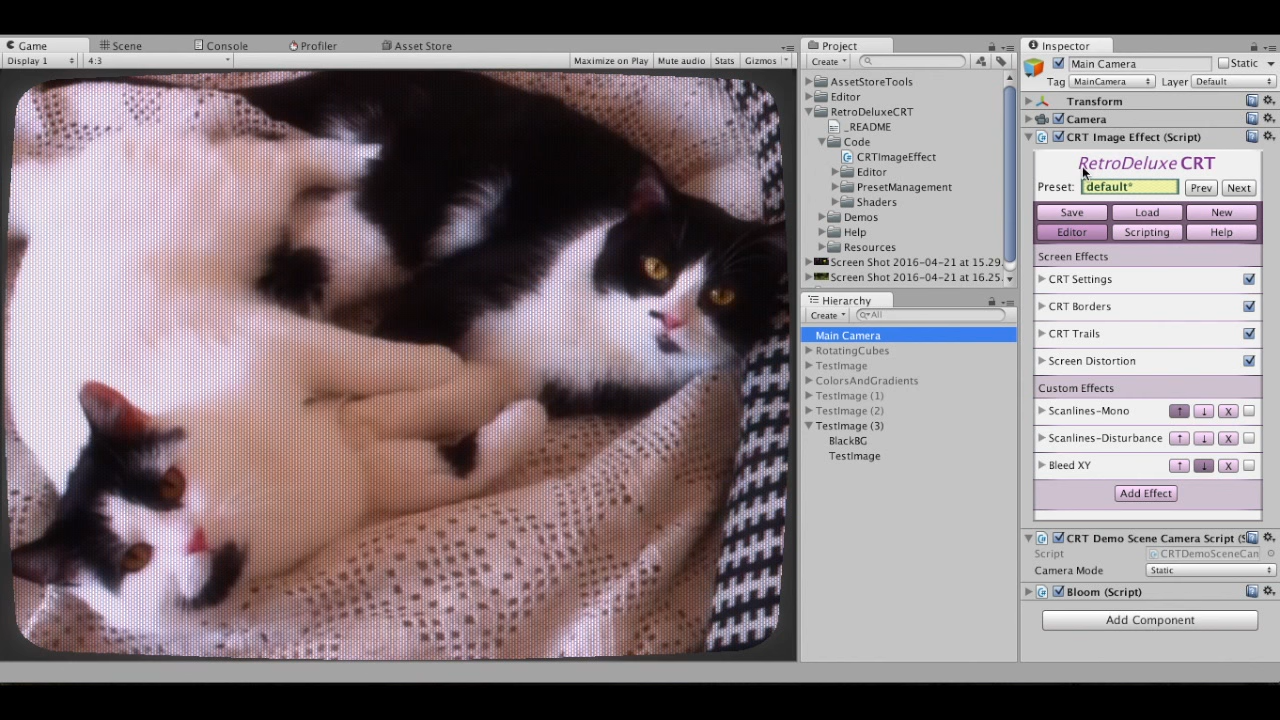 Game
Scene
Console
Profiler
Asset Store
Display 1
4:3
Maximize on Play
Mute audio
Stats
Gizmos
Project
Create
AssetStoreTools
Editor
RetroDeluxeCRT
_README
Code
CRTImageEffect
Editor
PresetManagement
Shaders
Demos
Help
Resources
Screen Shot 2016-04-21 at 15.29.
Screen Shot 2016-04-21 at 16.25.
Hierarchy
Create
All
Main Camera
RotatingCubes
TestImage
ColorsAndGradients
TestImage (1)
TestImage (2)
TestImage (3)
BlackBG
TestImage
Inspector
Main Camera
Static
Tag MainCamera Layer Default
Transform
Camera
CRT Image Effect (Script)
RetroDeluxe CRT
Preset: default* Prev Next
Save Load New
Editor Scripting Help
Screen Effects
CRT Settings
CRT Borders
CRT Trails
Screen Distortion
Custom Effects
Scanlines-Mono ↑ ↓ X
Scanlines-Disturbance ↑ ↓ X
Bleed XY ↑ ↓ X
Add Effect
CRT Demo Scene Camera Script (S
Script CRTDemoSceneCan
Camera Mode Static
Bloom (Script)
Add Component